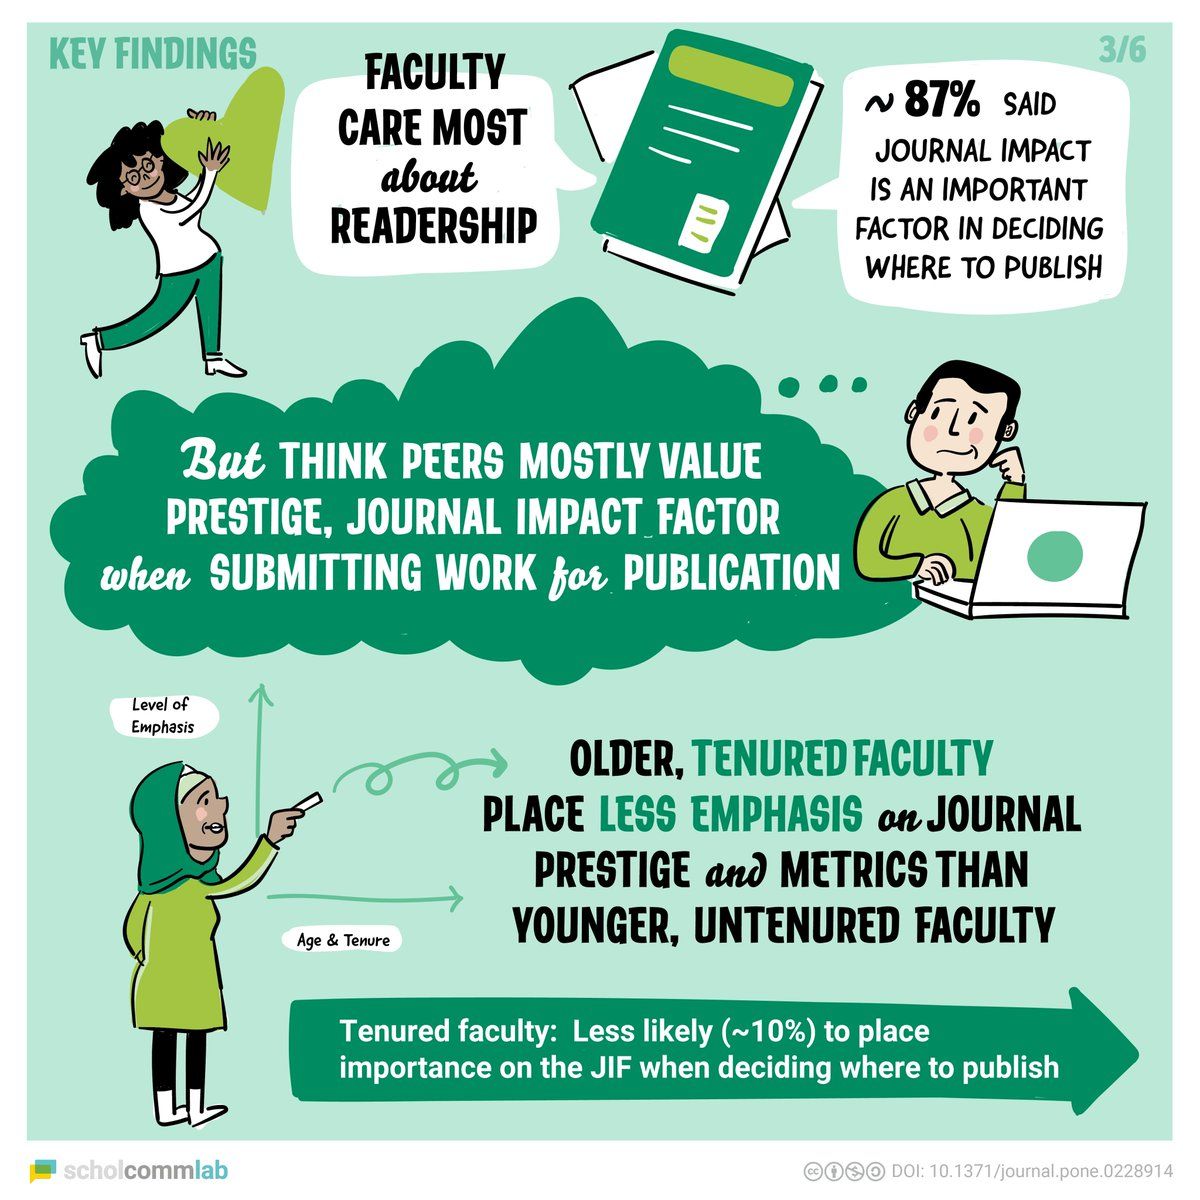 KEY FINDINGS
3/6
FACULTY
CARE MOST
about
READERSHIP
~ 87% SAID
JOURNAL IMPACT
IS AN IMPORTANT
FACTOR IN DECIDING
WHERE TO PUBLISH
But THINK PEERS MOSTLY VALUE
PRESTIGE, JOURNAL IMPACT FACTOR
when SUBMITTING WORK for PUBLICATION
Level of
Emphasis
Age & Tenure
OLDER, TENURED FACULTY
PLACE LESS EMPHASIS on JOURNAL
PRESTIGE and METRICS THAN
YOUNGER, UNTENURED FACULTY
Tenured faculty: Less likely (~10%) to place
importance on the JIF when deciding where to publish
scholcommlab
DOI: 10.1371/journal.pone.0228914